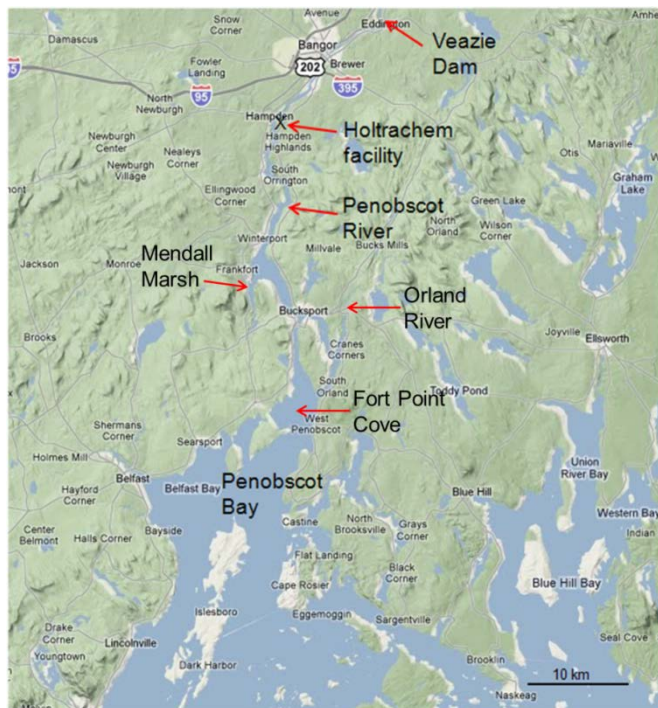 Avenue
Snow
Corner
Eddington
Amhe
Damascus
Bangor
Veazie
Dam
Fowler
Landing
202
Brewer
395
95
North
Newburgh
Hampden
X
Hampden
Highlands
Holtrachem
facility
Mariaville
Otis
Newburgh
Center
Nealeys
Corner
Newburgh
Village
South
Orrington
Graham
Lake
mont
Ellingwood
Corner
Penobscot
River
Green Lake
North
Orland
Wilson
Corner
Winterport
Millvale
Bucks Mills
Mendall
Marsh
Jackson
Monroe
Frankfort
Orland
River
Bucksport
Joyville
Brooks
Ellsworth
Cranes
Corners
South
Orland
Toddy Pond
Fort Point
Cove
West
Penobscot
Shermans
Corner
Searsport
Holmes Mill
Belfast
Belfast Bay
Penobscot
Bay
Union
River Bay
Hayford
Corner
Blue Hill
Western Bay
Castine
North
Brooksville
Grays
Corner
Center
Belmont
Halls Corner
Bayside
Indian
Flat Landing
Black
Corner
Blue Hill Bay
Cape Rosier
Islesboro
Eggemoggin
Sargentville
Drake
Corner
Lincolnville
Seal Cove
Youngtown
Dark Harbor
Brooklin
10 km
Naskeag